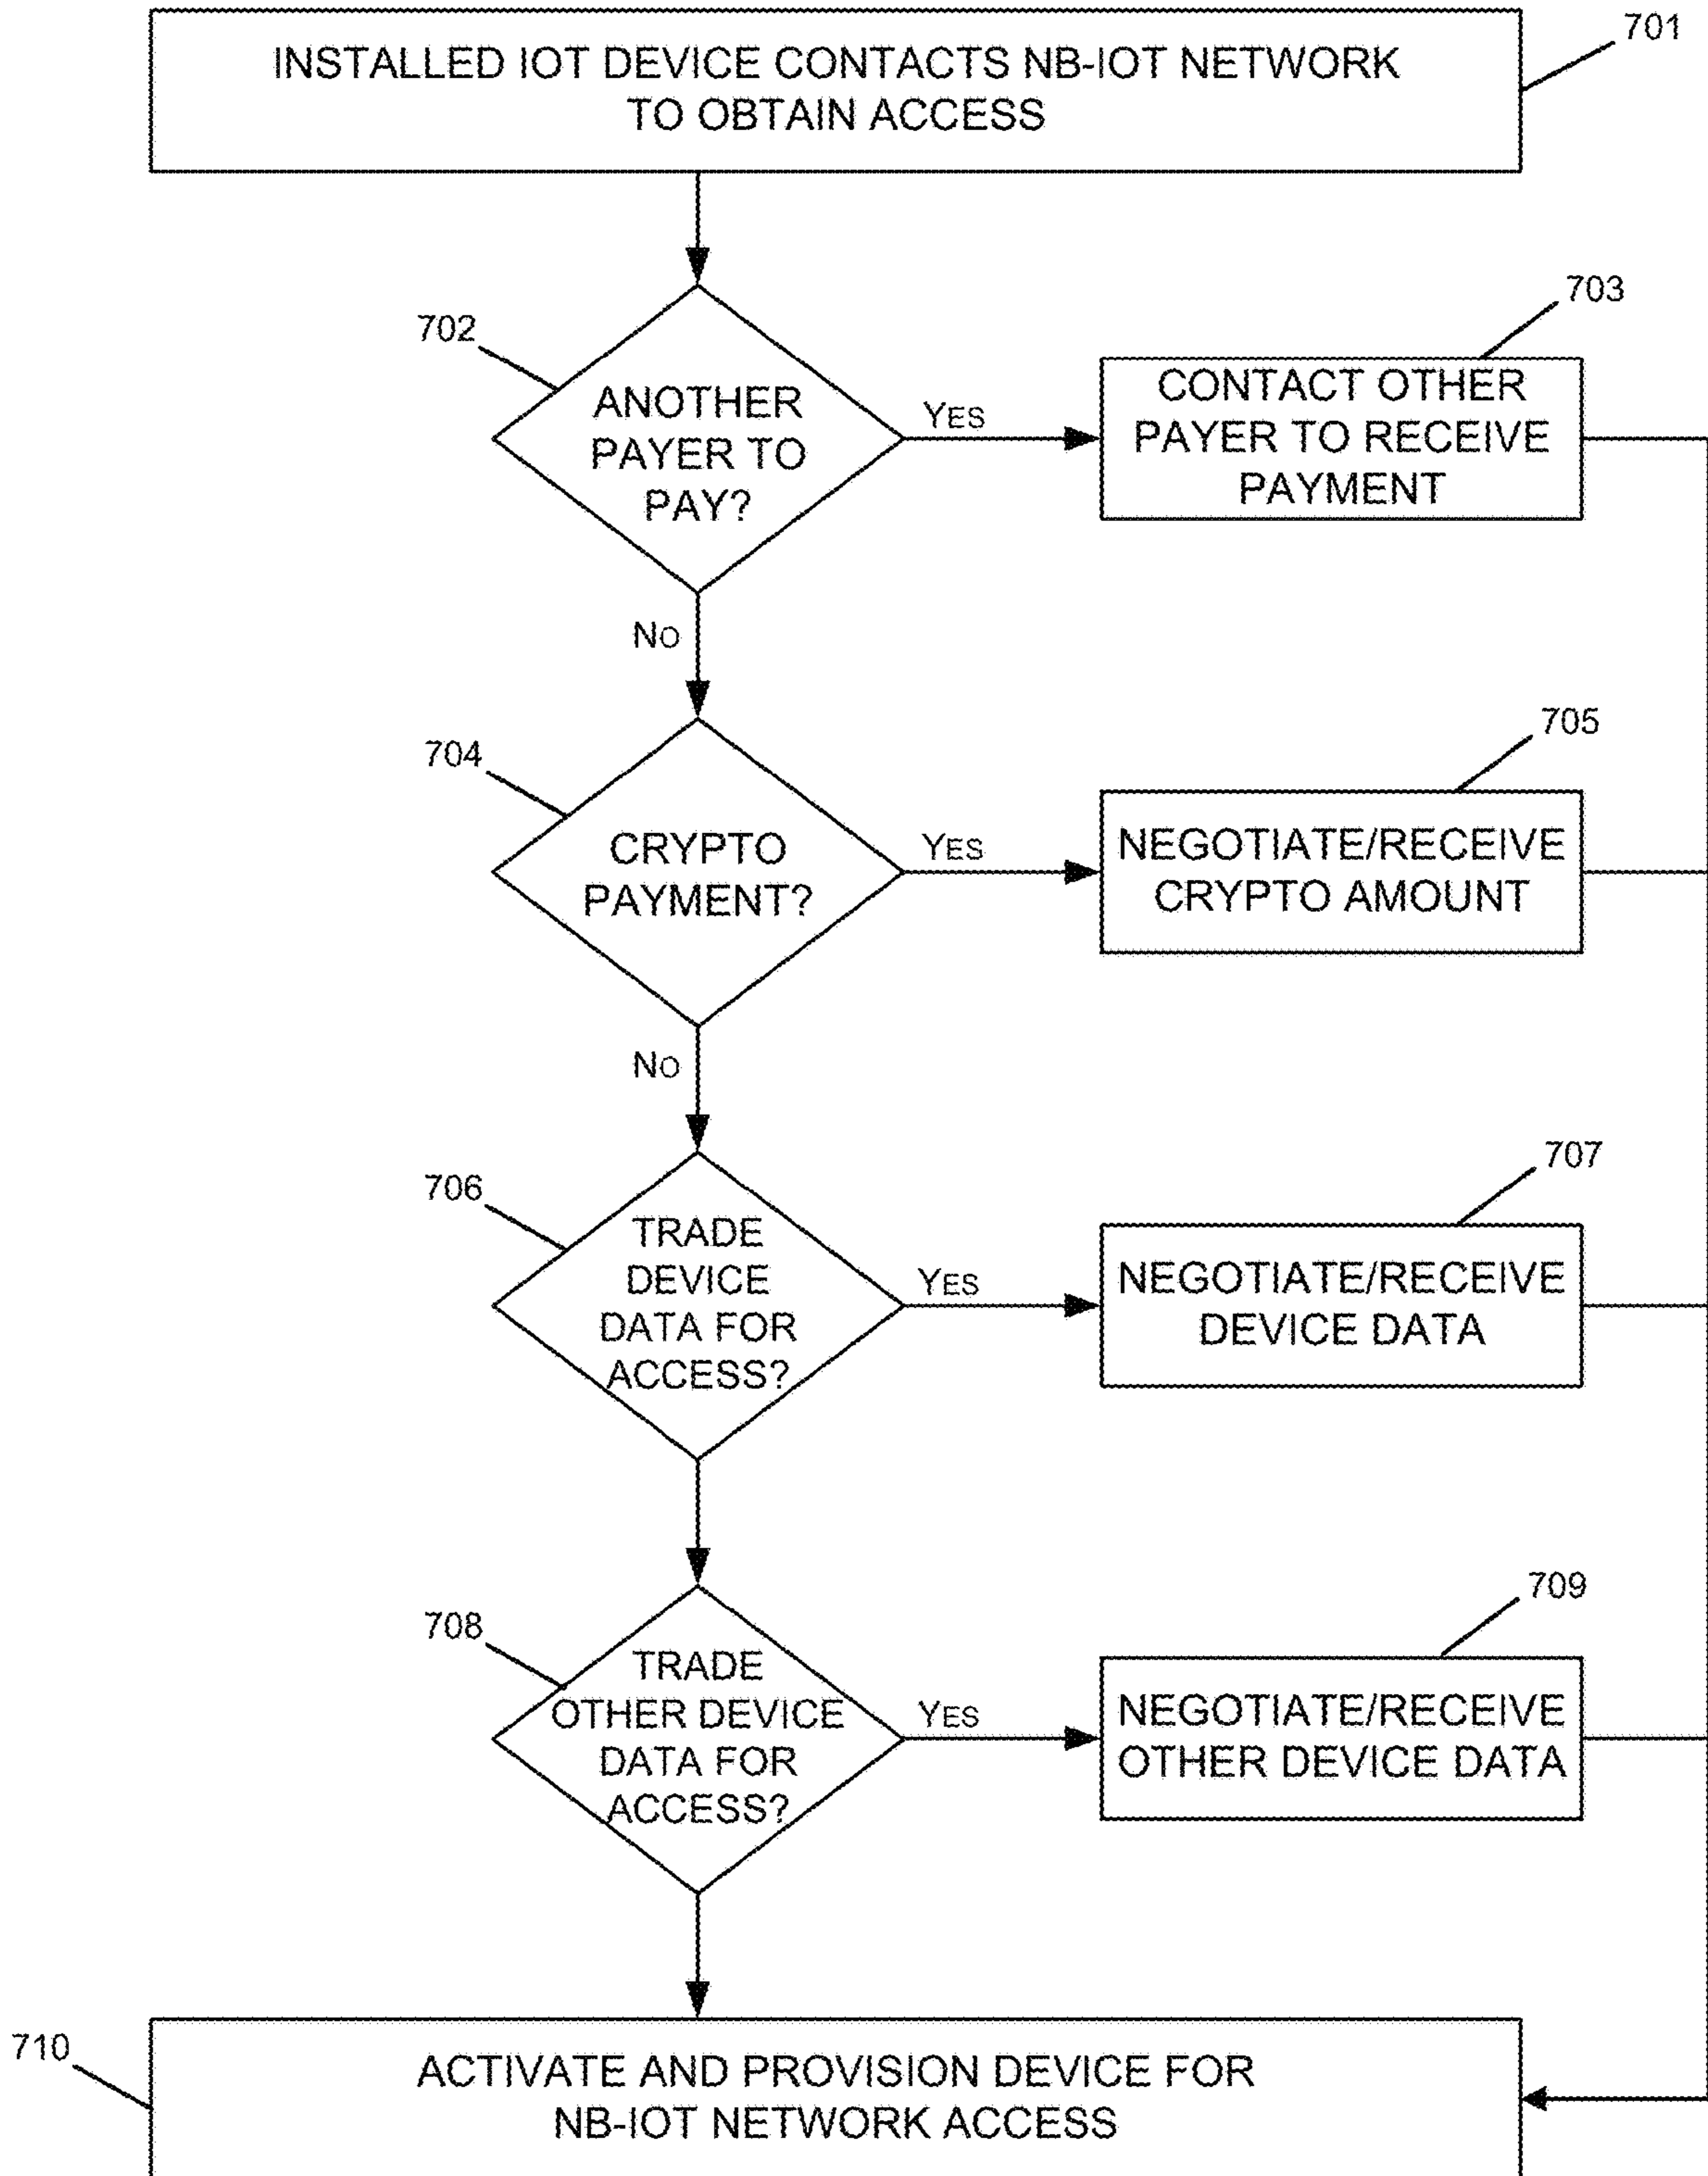 701
INSTALLED IOT DEVICE CONTACTS NB-IOT NETWORK
TO OBTAIN ACCESS
702
ANOTHER
PAYER TO
PAY?
YES
703
CONTACT OTHER
PAYER TO RECEIVE
PAYMENT
NO
704
CRYPTO
PAYMENT?
YES
705
NEGOTIATE/RECEIVE
CRYPTO AMOUNT
NO
706
TRADE
DEVICE
DATA FOR
ACCESS?
YES
707
NEGOTIATE/RECEIVE
DEVICE DATA
708
TRADE
OTHER DEVICE
DATA FOR
ACCESS?
YES
709
NEGOTIATE/RECEIVE
OTHER DEVICE DATA
710
ACTIVATE AND PROVISION DEVICE FOR
NB-IOT NETWORK ACCESS